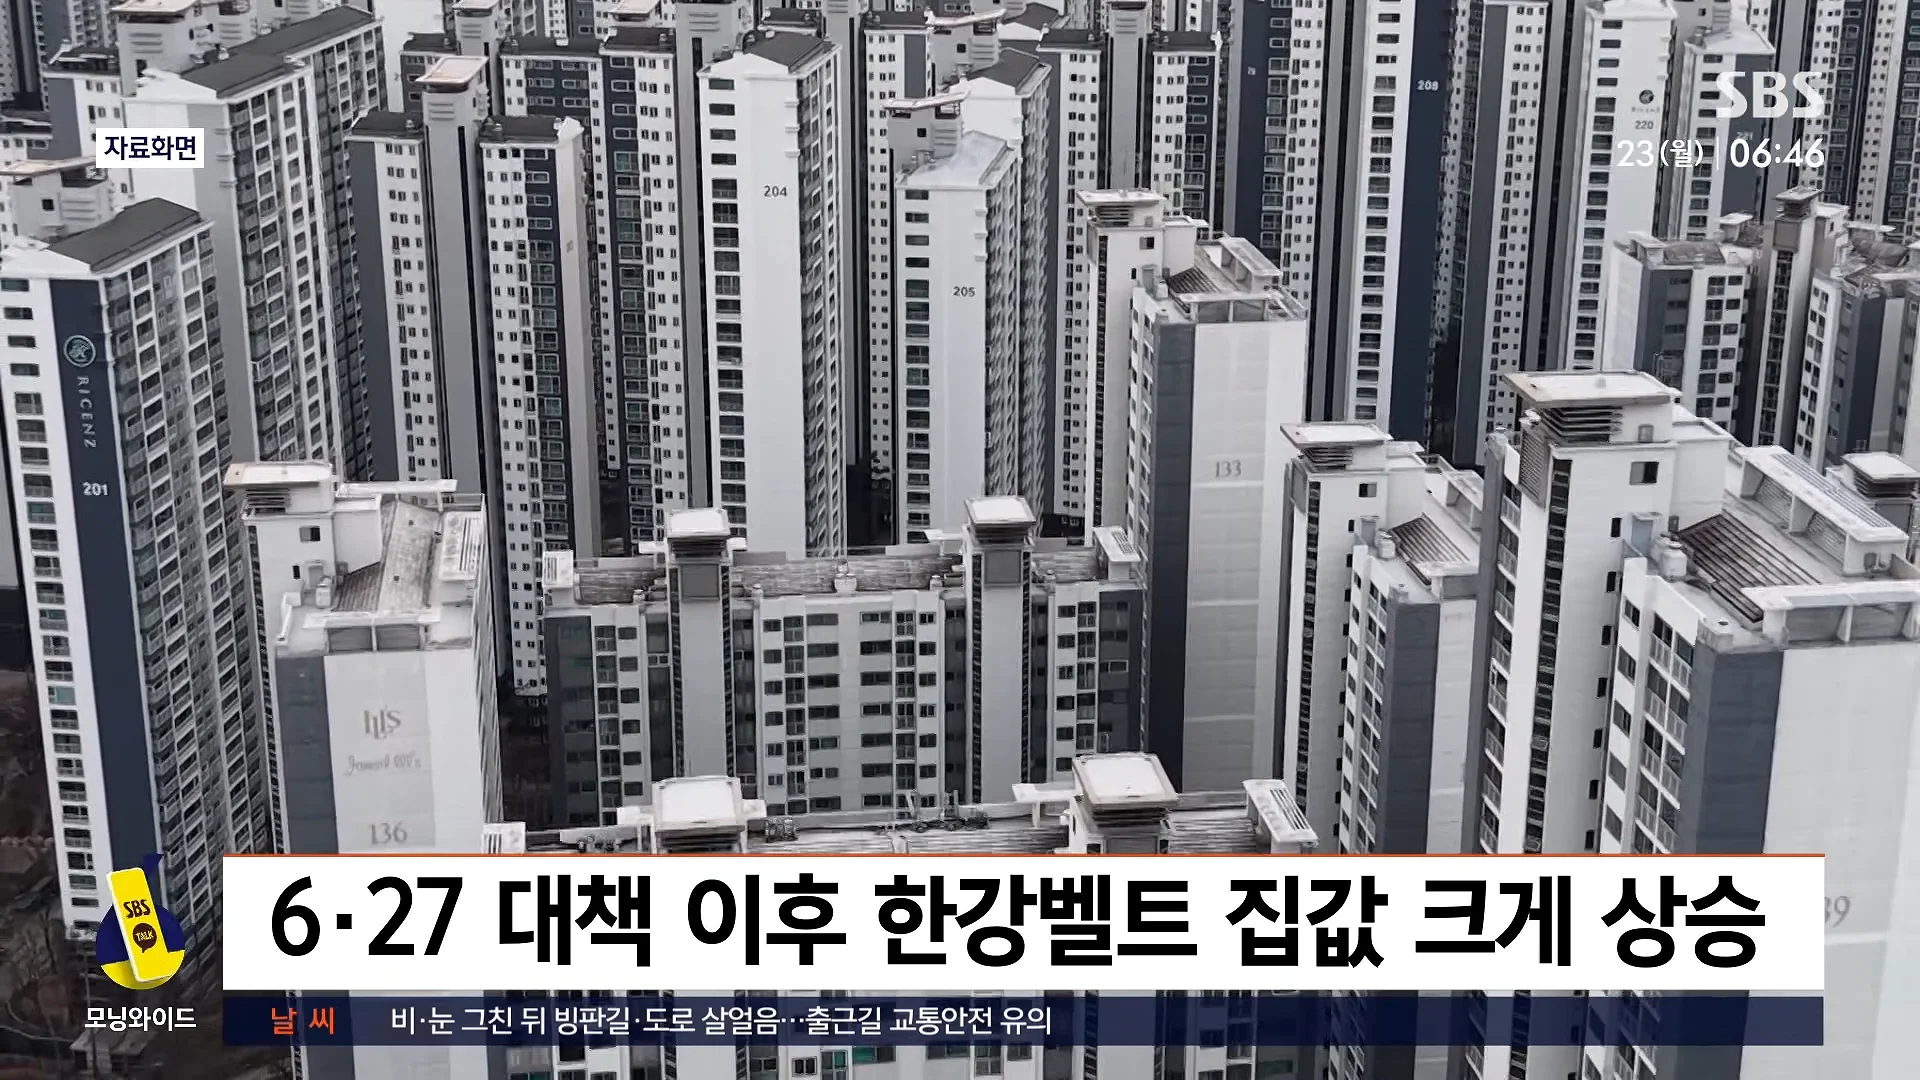 SBS
자료화면
23(월) 06:46
208
220
204
205
RICENZ
201
133
136
39
SBS
TALK
6·27 대책 이후 한강벨트 집값 크게 상승
모닝와이드
날씨 비·눈 그친 뒤 빙판길·도로 살얼음…출근길 교통안전 유의